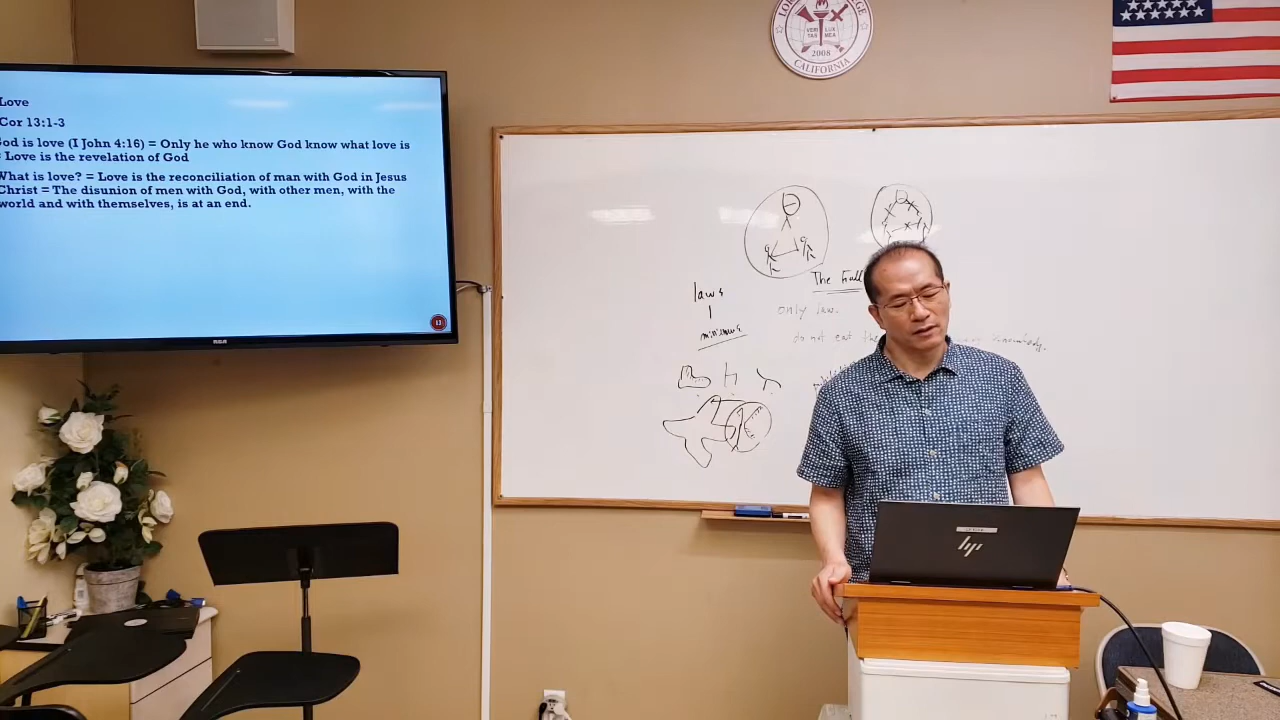 Love
Cor 13:1-3
God is love (I John 4:16) = Only he who know God know what love is
= Love is the revelation of God
What is love? = Love is the reconciliation of man with God in Jesus
Christ = The disunion of men with God, with other men, with the
world and with themselves, is at an end.
13
RCA
VERI LUX
TAS MEA
2008
CALIFORNIA
The Fall
laws
only law.
do not eat the
hp